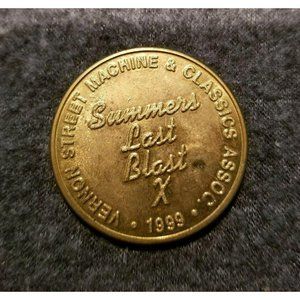 VERNON STREET MACHINE & CLASSICS ASSOC.
Summers
Last
Blast
X
• 1999 •